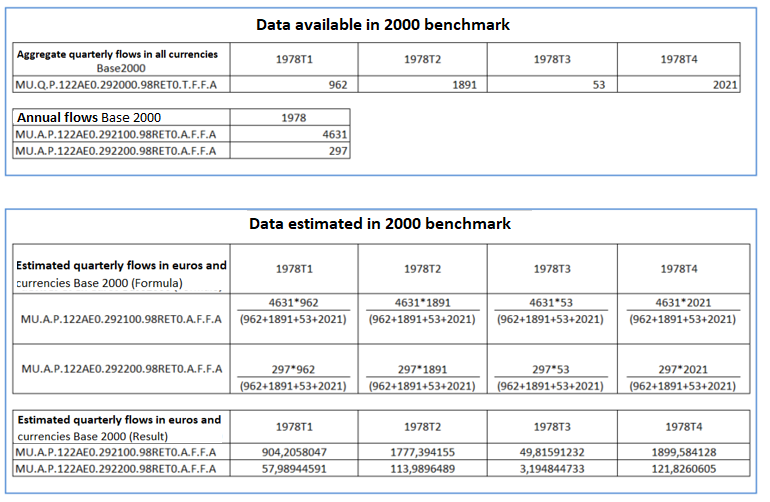 Data available in 2000 benchmark
Aggregate quarterly flows in all currencies Base2000 1978T1 1978T2 1978T3 1978T4
MU.Q.P.122AE0.292000.98RET0.T.F.F.A 962 1891 53 2021
Annual flows Base 2000 1978
MU.A.P.122AE0.292100.98RET0.A.F.F.A 4631
MU.A.P.122AE0.292200.98RET0.A.F.F.A 297
Data estimated in 2000 benchmark
Estimated quarterly flows in euros and
currencies Base 2000 (Formula) 1978T1 1978T2 1978T3 1978T4
4631*962 4631*1891 4631*53 4631*2021
MU.A.P.122AE0.292100.98RET0.A.F.F.A (962+1891+53+2021) (962+1891+53+2021) (962+1891+53+2021) (962+1891+53+2021)
MU.A.P.122AE0.292200.98RET0.A.F.F.A 297*962 297*1891 297*53 297*2021
(962+1891+53+2021) (962+1891+53+2021) (962+1891+53+2021) (962+1891+53+2021)
Estimated quarterly flows in euros and
currencies Base 2000 (Result) 1978T1 1978T2 1978T3 1978T4
MU.A.P.122AE0.292100.98RET0.A.F.F.A 904,2058047 1777,394155 49,81591232 1899,584128
MU.A.P.122AE0.292200.98RET0.A.F.F.A 57,98944591 113,9896489 3,194844733 121,8260605